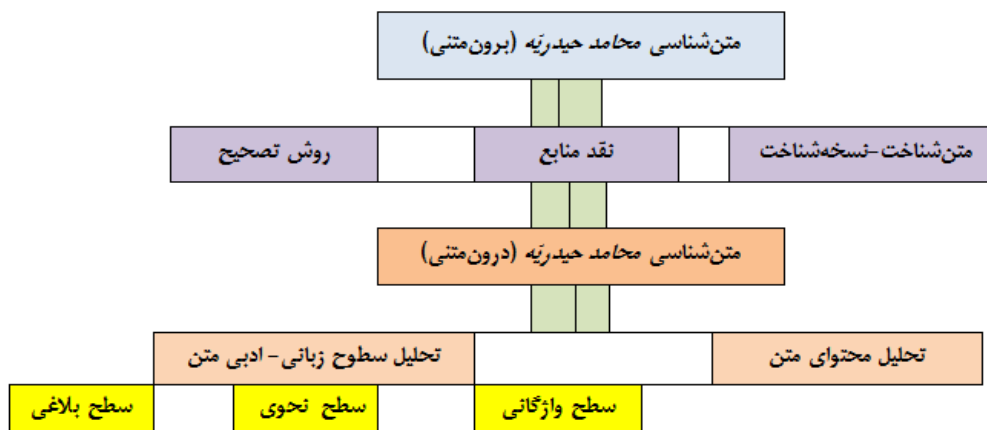 متن‌شناسی محامد حیدریّه (برون‌متنی)
متن‌شناخت-نسخه‌شناخت
نقد منابع
روش تصحیح
متن‌شناسی محامد حیدریّه (درون‌متنی)
تحلیل محتوای متن
تحلیل سطوح زبانی- ادبی متن
سطح واژگانی
سطح نحوی
سطح بلاغی